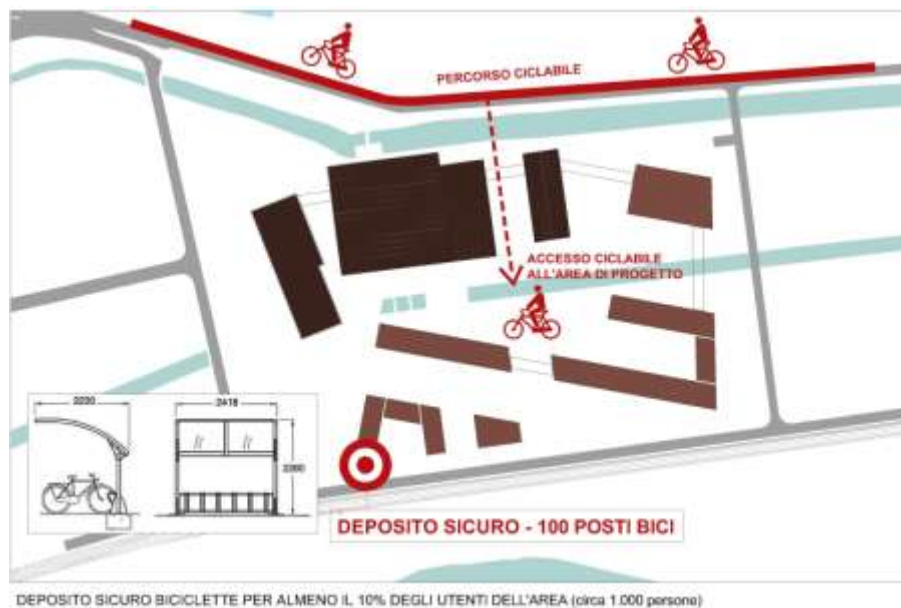 PERCORSO CICLABILE
ACCESSO CICLABILE
ALL'AREA DI PROGETTO
2220
2418
DEPOSITO SICURO - 100 POSTI BICI
DEPOSITO SICURO BICICLETTE PER ALMENO IL 10% DEGLI UTENTI DELL'AREA (circa 1.000 persone)